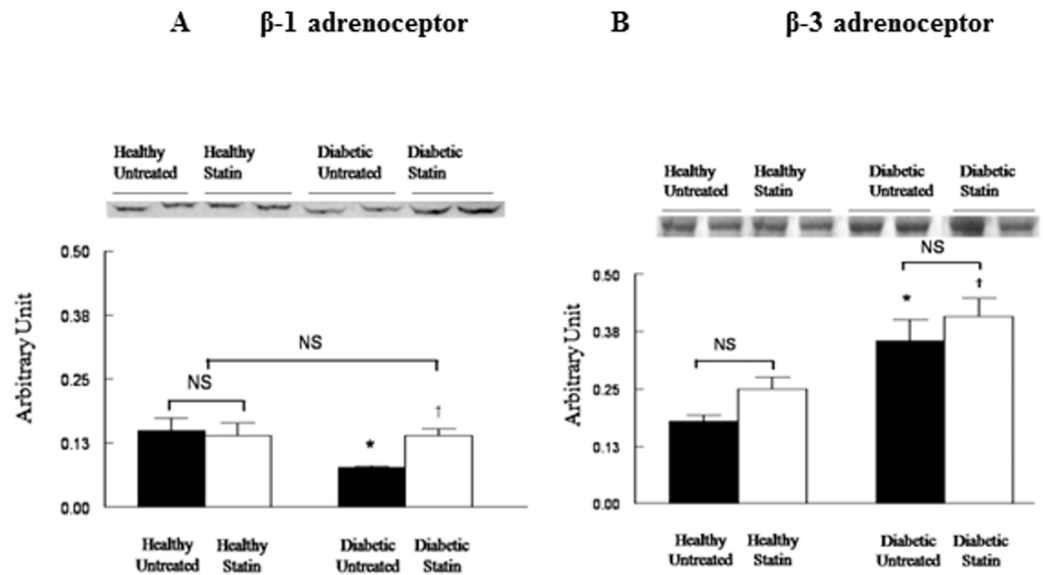 A β-1 adrenoceptor
Healthy Untreated
Healthy Statin
Diabetic Untreated
Diabetic Statin
0.50
0.38
0.25
0.13
0.00
Arbitrary Unit
NS
NS
*
†
Healthy Untreated
Healthy Statin
Diabetic Untreated
Diabetic Statin
B β-3 adrenoceptor
Healthy Untreated
Healthy Statin
Diabetic Untreated
Diabetic Statin
0.50
0.38
0.25
0.13
0.00
Arbitrary Unit
NS
NS
*
†
Healthy Untreated
Healthy Statin
Diabetic Untreated
Diabetic Statin